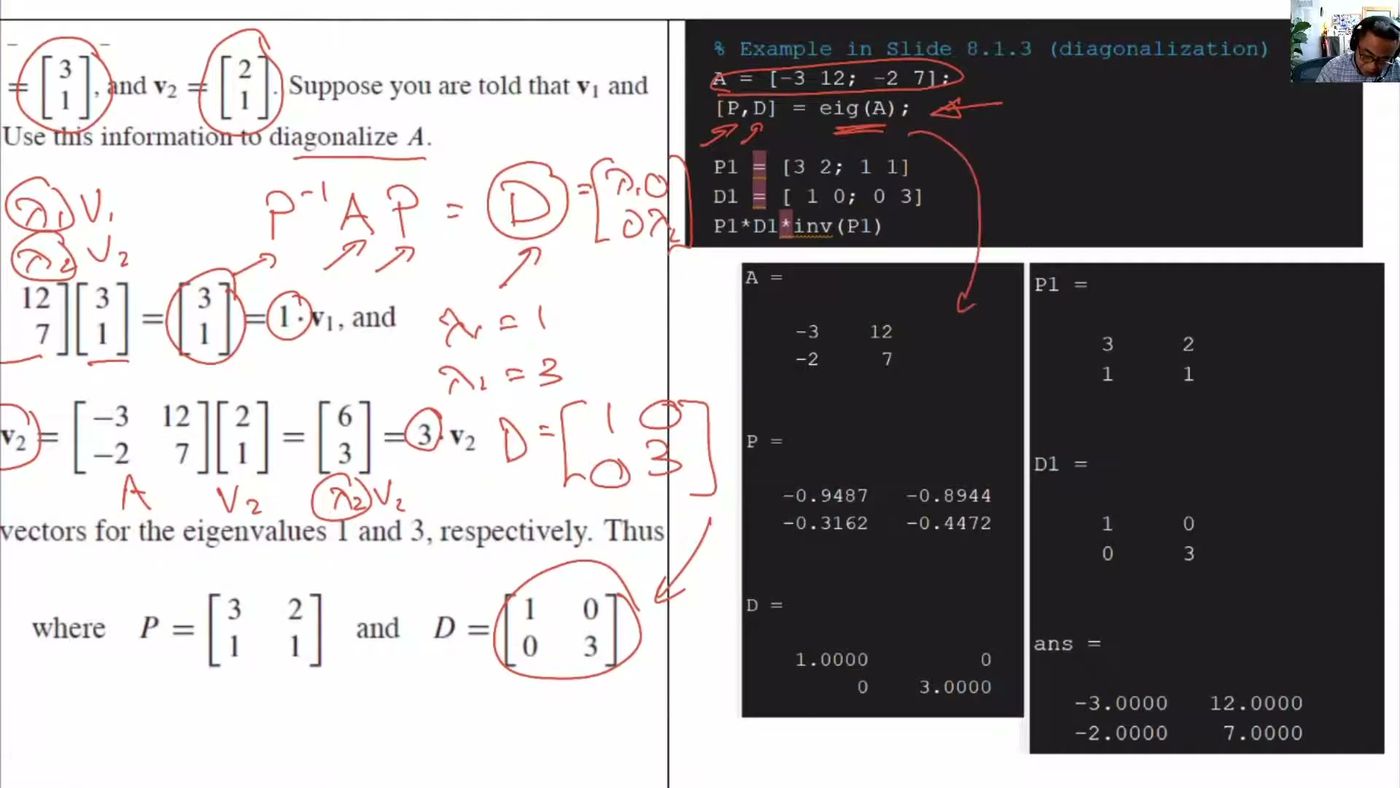 = [3 1], and v₂ = [2 1]. Suppose you are told that v₁ and
Use this information to diagonalize A.
λ₁ V₁
λ₂ V₂
P⁻¹ A P = D = [λ₁ 0
0 λ₂]
12
7] [3 1] = [3 1] = 1·v₁, and
λ₁ = 1
λ₂ = 3
v₂ = [−3 12
−2 7] [2 1] = [6 3] = 3·v₂
D = [1 0
0 3]
A V₂ λ₂ V₂
vectors for the eigenvalues 1 and 3, respectively. Thus
where P = [3 2
1 1] and D = [1 0
0 3]
% Example in Slide 8.1.3 (diagonalization)
A = [-3 12; -2 7];
[P,D] = eig(A);
P1 = [3 2; 1 1]
D1 = [ 1 0; 0 3]
P1*D1*inv(P1)
A =
-3 12
-2 7
P =
-0.9487 -0.8944
-0.3162 -0.4472
D =
1.0000 0
0 3.0000
P1 =
3 2
1 1
D1 =
1 0
0 3
ans =
-3.0000 12.0000
-2.0000 7.0000